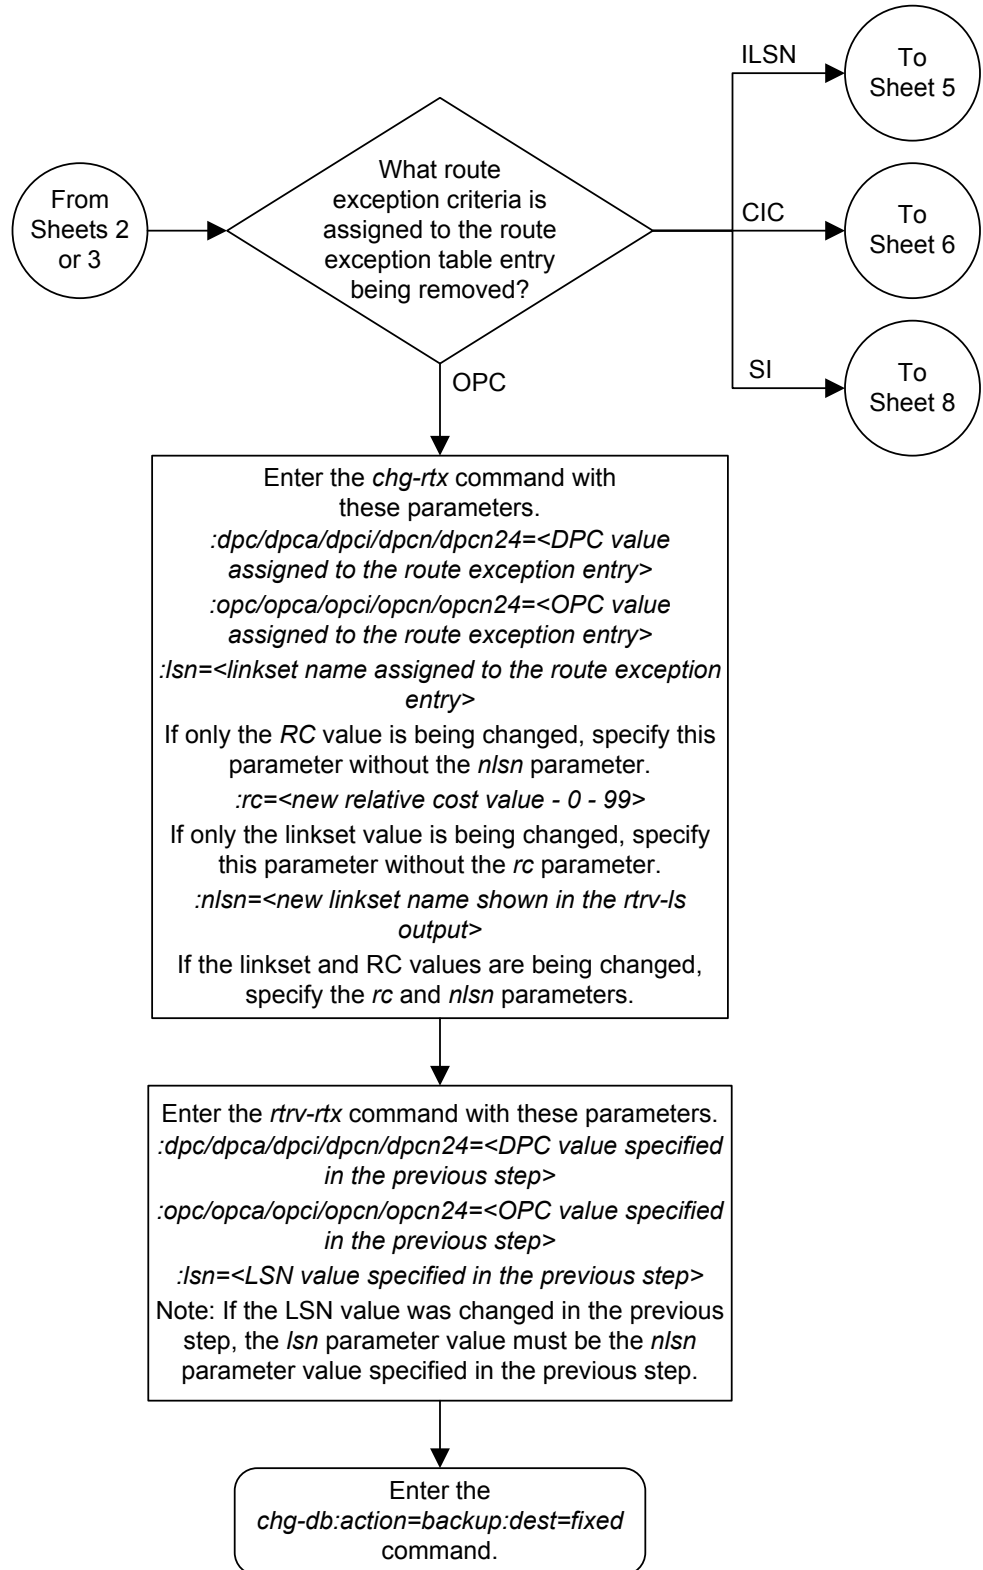 From
Sheets 2
or 3
What route
exception criteria is
assigned to the route
exception table entry
being removed?
ILSN
To
Sheet 5
CIC
To
Sheet 6
SI
To
Sheet 8
OPC
Enter the chg-rtx command with
these parameters.
:dpc/dpca/dpci/dpcn/dpcn24=<DPC value
assigned to the route exception entry>
:opc/opca/opci/opcn/opcn24=<OPC value
assigned to the route exception entry>
:lsn=<linkset name assigned to the route exception
entry>
If only the RC value is being changed, specify this
parameter without the nlsn parameter.
:rc=<new relative cost value - 0 - 99>
If only the linkset value is being changed, specify
this parameter without the rc parameter.
:nlsn=<new linkset name shown in the rtrv-ls
output>
If the linkset and RC values are being changed,
specify the rc and nlsn parameters.
Enter the rtrv-rtx command with these parameters.
:dpc/dpca/dpci/dpcn/dpcn24=<DPC value specified
in the previous step>
:opc/opca/opci/opcn/opcn24=<OPC value specified
in the previous step>
:lsn=<LSN value specified in the previous step>
Note: If the LSN value was changed in the previous
step, the lsn parameter value must be the nlsn
parameter value specified in the previous step.
Enter the
chg-db:action=backup:dest=fixed
command.